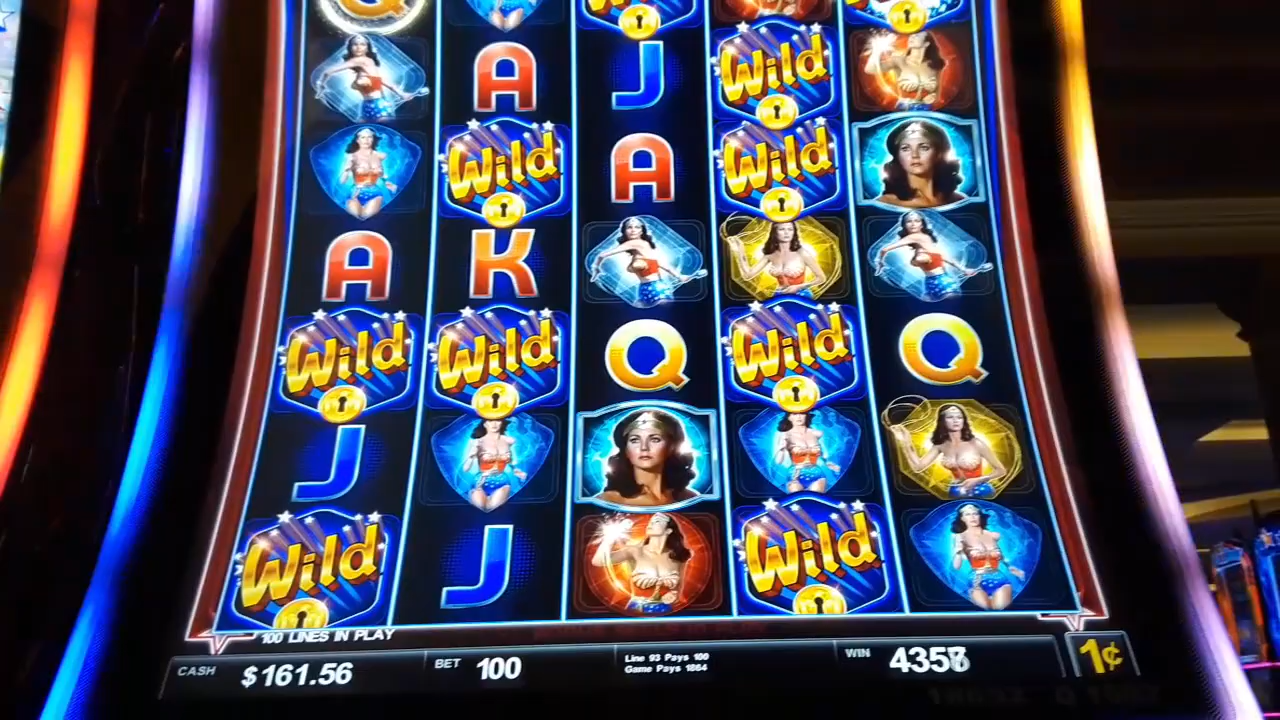 Q
A J Wild
Wild A Wild
A K
Wild Wild Q Wild Q
J
Wild J Wild
100 LINES IN PLAY
CASH $161.56 BET 100 Line 93 Pays 100 WIN 1¢
Game Pays 1864